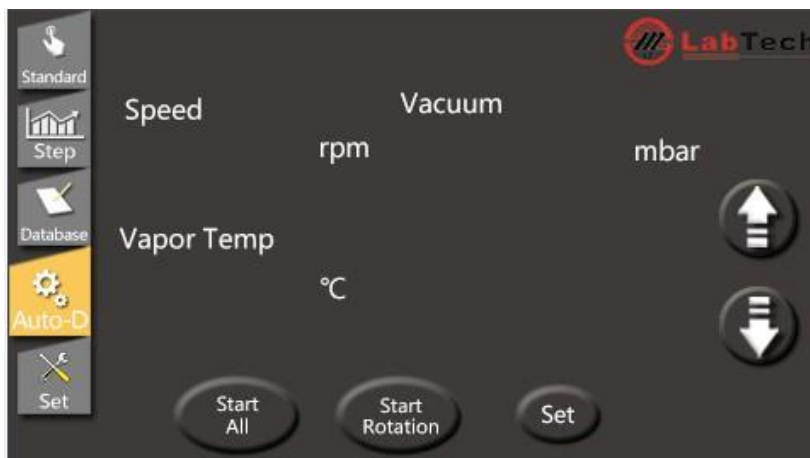 Standard
Step
Database
Auto-D
Set
LabTech
Speed
rpm
Vacuum
mbar
Vapor Temp
℃
Start
All
Start
Rotation
Set